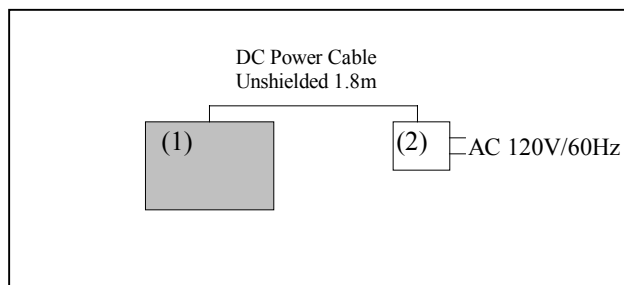 DC Power Cable
Unshielded 1.8m
(1)
(2)
AC 120V/60Hz